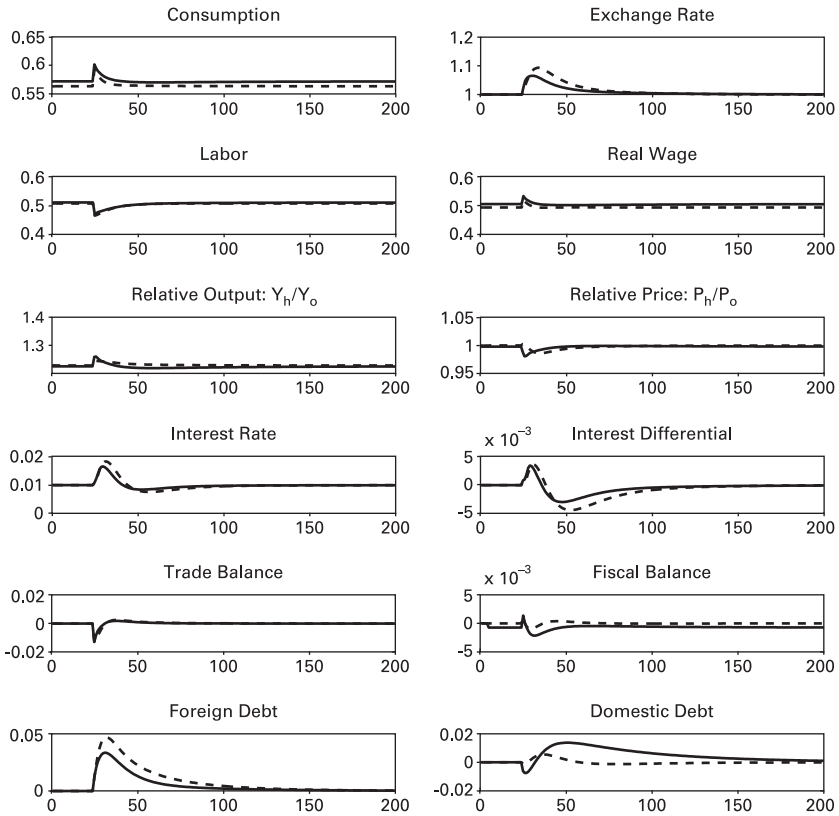 Consumption
0.65
0.6
0.55
0 50 100 150 200
Exchange Rate
1.2
1.1
1
0 50 100 150 200
Labor
0.6
0.5
0.4
0 50 100 150 200
Real Wage
0.6
0.5
0.4
0 50 100 150 200
Relative Output: Yh/Yo
1.4
1.3
0 50 100 150 200
Relative Price: Ph/Po
1.05
1
0.95
0 50 100 150 200
Interest Rate
0.02
0.01
0
0 50 100 150 200
Interest Differential
x 10–3
5
0
-5
0 50 100 150 200
Trade Balance
0.02
0
-0.02
0 50 100 150 200
Fiscal Balance
x 10–3
5
0
-5
0 50 100 150 200
Foreign Debt
0.05
0
0 50 100 150 200
Domestic Debt
0.02
0
-0.02
0 50 100 150 200